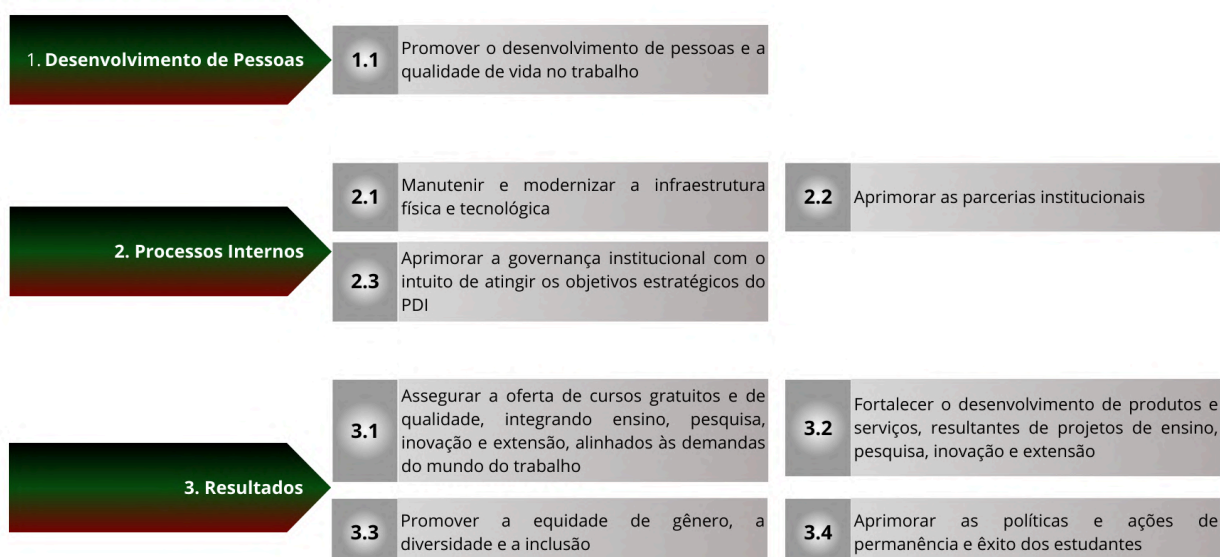 1. Desenvolvimento de Pessoas
1.1
Promover o desenvolvimento de pessoas e a
qualidade de vida no trabalho
2. Processos Internos
2.1
Manutenir e modernizar a infraestrutura
física e tecnológica
2.2
Aprimorar as parcerias institucionais
2.3
Aprimorar a governança institucional com o
intuito de atingir os objetivos estratégicos do
PDI
3. Resultados
3.1
Assegurar a oferta de cursos gratuitos e de
qualidade, integrando ensino, pesquisa,
inovação e extensão, alinhados às demandas
do mundo do trabalho
3.2
Fortalecer o desenvolvimento de produtos e
serviços, resultantes de projetos de ensino,
pesquisa, inovação e extensão
3.3
Promover a equidade de gênero, a
diversidade e a inclusão
3.4
Aprimorar as políticas e ações de
permanência e êxito dos estudantes